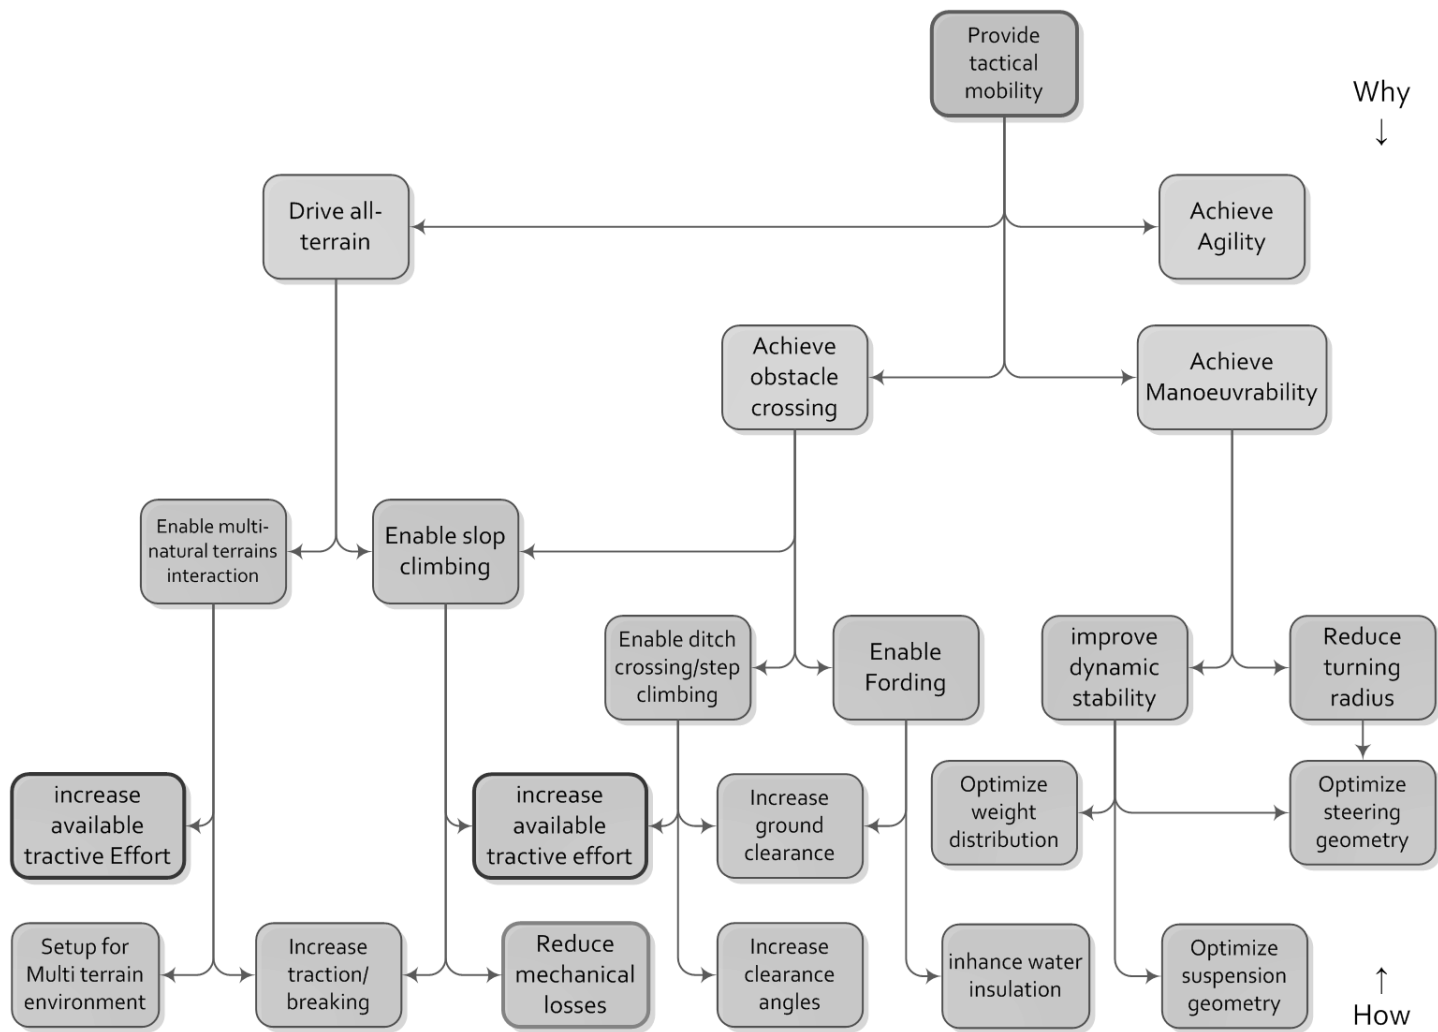 Provide
tactical
mobility
Why
↓
Drive all-
terrain
Achieve
Agility
Achieve
obstacle
crossing
Achieve
Manoeuvrability
Enable multi-
natural terrains
interaction
Enable slop
climbing
Enable ditch
crossing/step
climbing
Enable
Fording
improve
dynamic
stability
Reduce
turning
radius
increase
available
tractive Effort
increase
available
tractive effort
Increase
ground
clearance
Optimize
weight
distribution
Optimize
steering
geometry
Setup for
Multi terrain
environment
Increase
traction/
breaking
Reduce
mechanical
losses
Increase
clearance
angles
inhance water
insulation
Optimize
suspension
geometry
↑
How